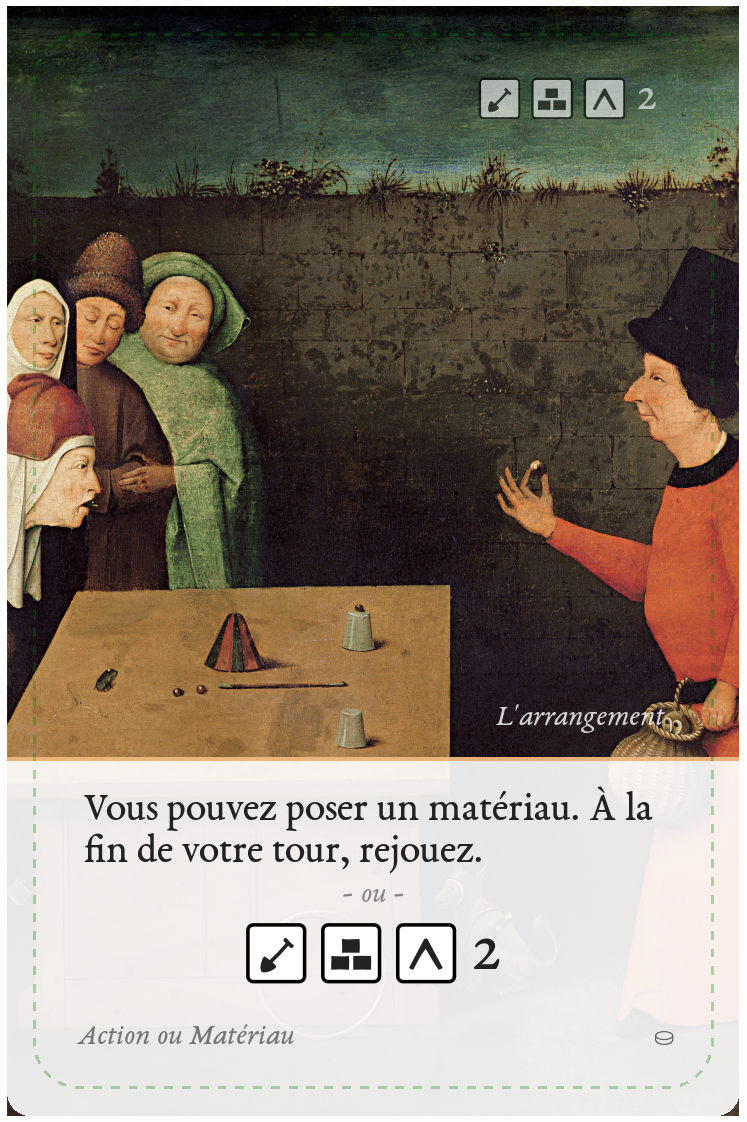 2
L'arrangement
Vous pouvez poser un matériau. À la
fin de votre tour, rejouez.
- ou -
2
Action ou Matériau